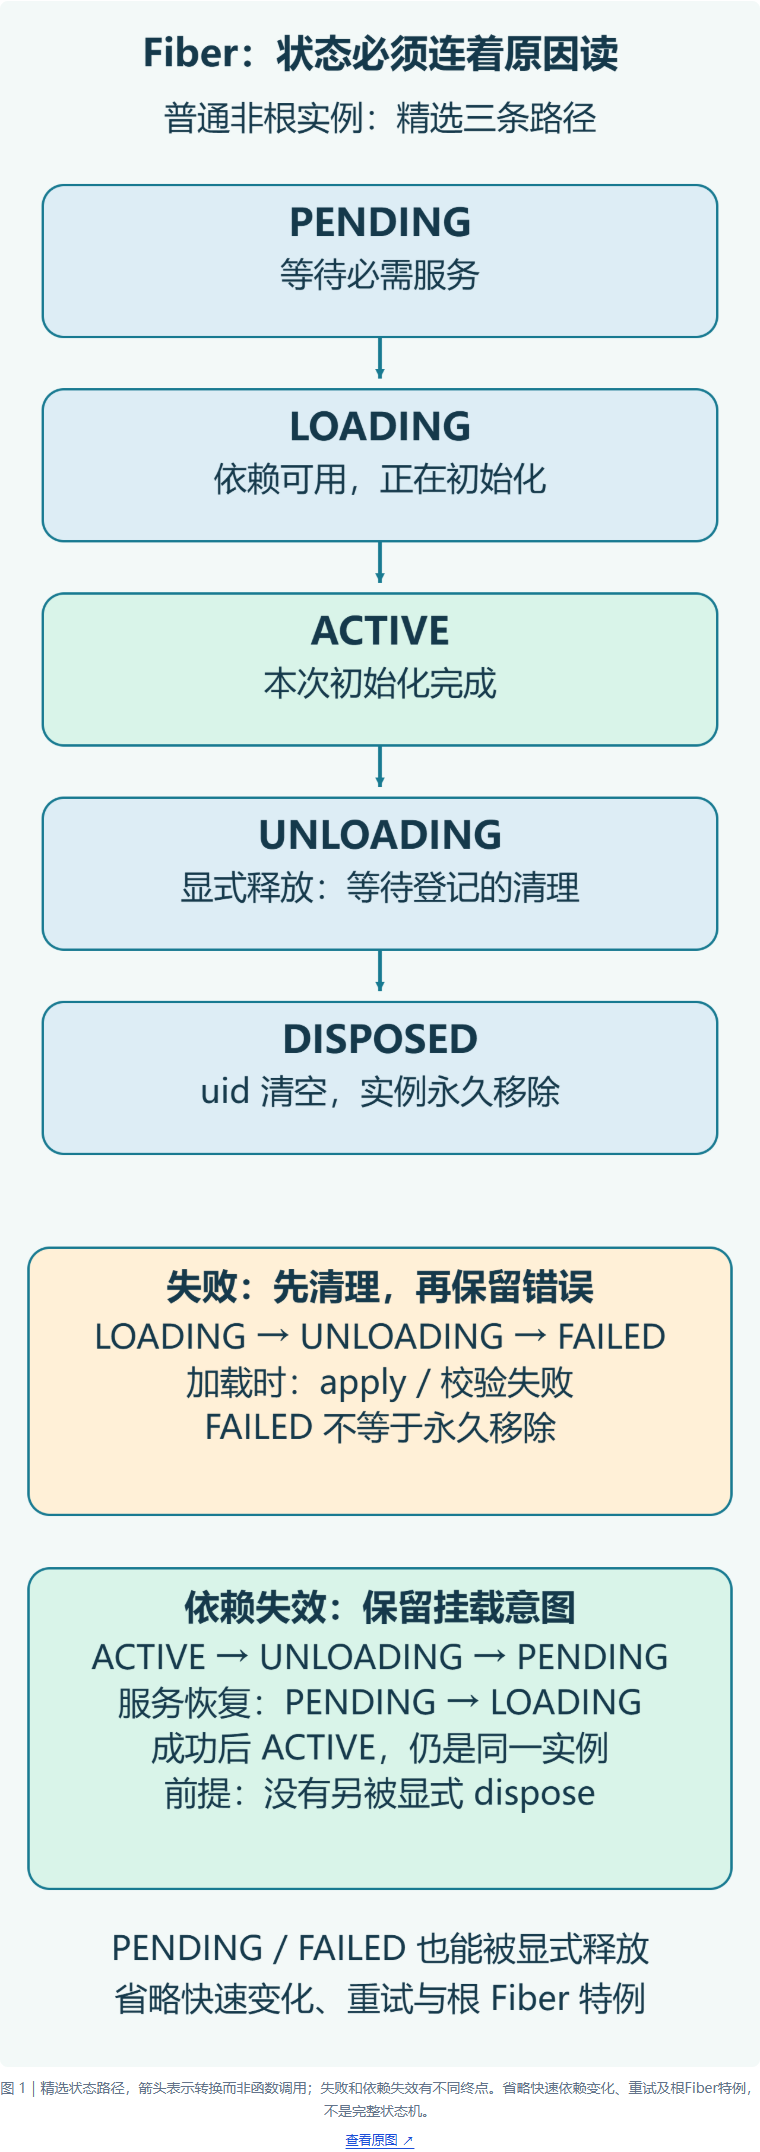 Fiber：状态必须连着原因读
普通非根实例：精选三条路径
PENDING
等待必需服务
LOADING
依赖可用，正在初始化
ACTIVE
本次初始化完成
UNLOADING
显式释放：等待登记的清理
DISPOSED
uid 清空，实例永久移除
失败：先清理，再保留错误
LOADING → UNLOADING → FAILED
加载时：apply / 校验失败
FAILED 不等于永久移除
依赖失效：保留挂载意图
ACTIVE → UNLOADING → PENDING
服务恢复：PENDING → LOADING
成功后 ACTIVE，仍是同一实例
前提：没有另被显式 dispose
PENDING / FAILED 也能被显式释放
省略快速变化、重试与根 Fiber 特例
图 1｜精选状态路径，箭头表示转换而非函数调用；失败和依赖失效有不同终点。省略快速依赖变化、重试及根Fiber特例，
不是完整状态机。
查看原图 ↗